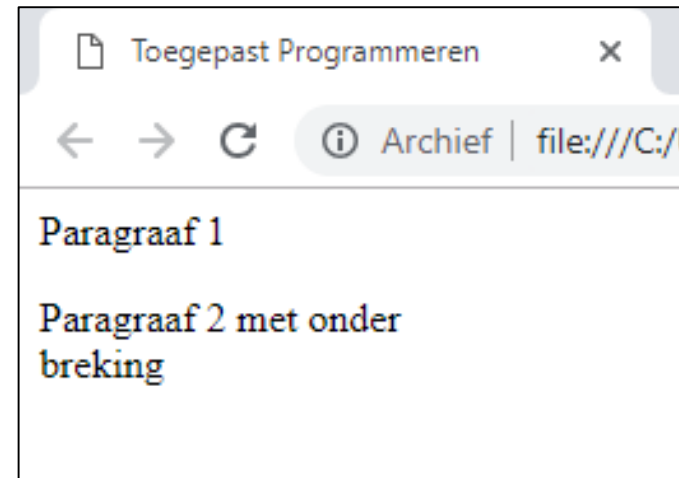 Toegepast Programmeren
Archief | file:///C:/
Paragraaf 1
Paragraaf 2 met onder
breking